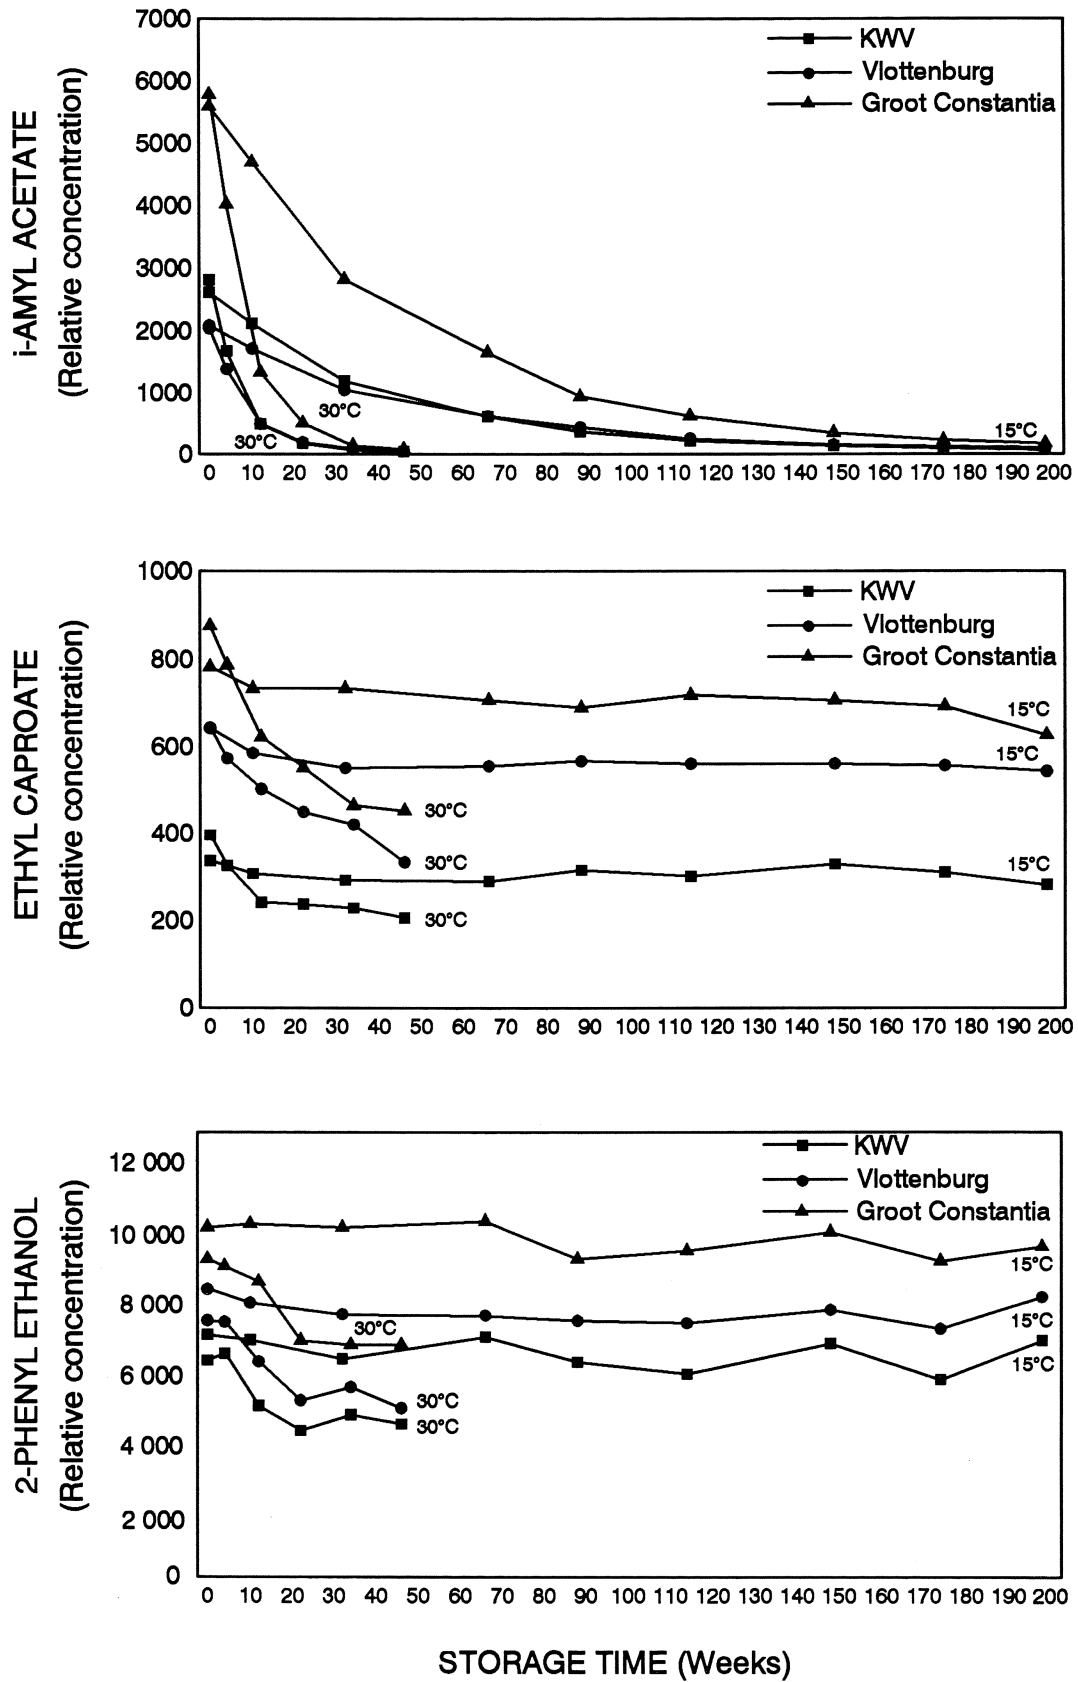 7000
6000
5000
4000
3000
2000
1000
0
i-AMYL ACETATE
(Relative concentration)
KWV
Vlottenburg
Groot Constantia
30°C
30°C
15°C
0 10 20 30 40 50 60 70 80 90 100 110 120 130 140 150 160 170 180 190 200
1000
800
600
400
200
0
ETHYL CAPROATE
(Relative concentration)
KWV
Vlottenburg
Groot Constantia
15°C
15°C
30°C
30°C
15°C
30°C
0 10 20 30 40 50 60 70 80 90 100 110 120 130 140 150 160 170 180 190 200
12 000
10 000
8 000
6 000
4 000
2 000
0
2-PHENYL ETHANOL
(Relative concentration)
KWV
Vlottenburg
Groot Constantia
15°C
15°C
30°C
15°C
30°C
30°C
0 10 20 30 40 50 60 70 80 90 100 110 120 130 140 150 160 170 180 190 200
STORAGE TIME (Weeks)